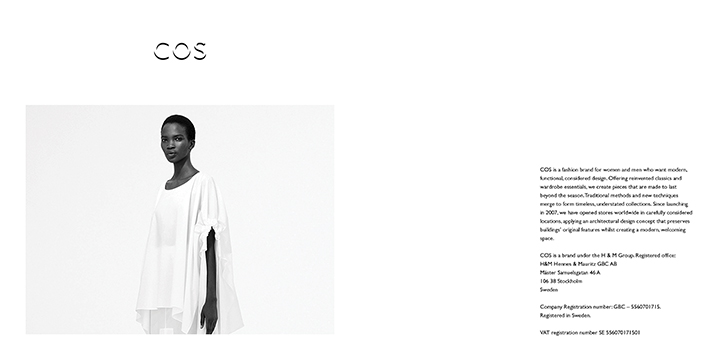 COS
COS is a fashion brand for women and men who want modern,
functional, considered design. Offering reinvented classics and
wardrobe essentials, we create pieces that are made to last
beyond the season. Traditional methods and new techniques
merge to form timeless, understated collections. Since launching
in 2007, we have opened stores worldwide in carefully considered
locations, applying an architectural design concept that preserves
buildings' original features whilst creating a modern, welcoming
space.
COS is a brand under the H & M Group. Registered office:
H&M Hennes & Mauritz GBC AB
Mäster Samuelsgatan 46 A
106 38 Stockholm
Sweden
Company Registration number: GBC – 5560701715.
Registered in Sweden.
VAT registration number SE 556070171501